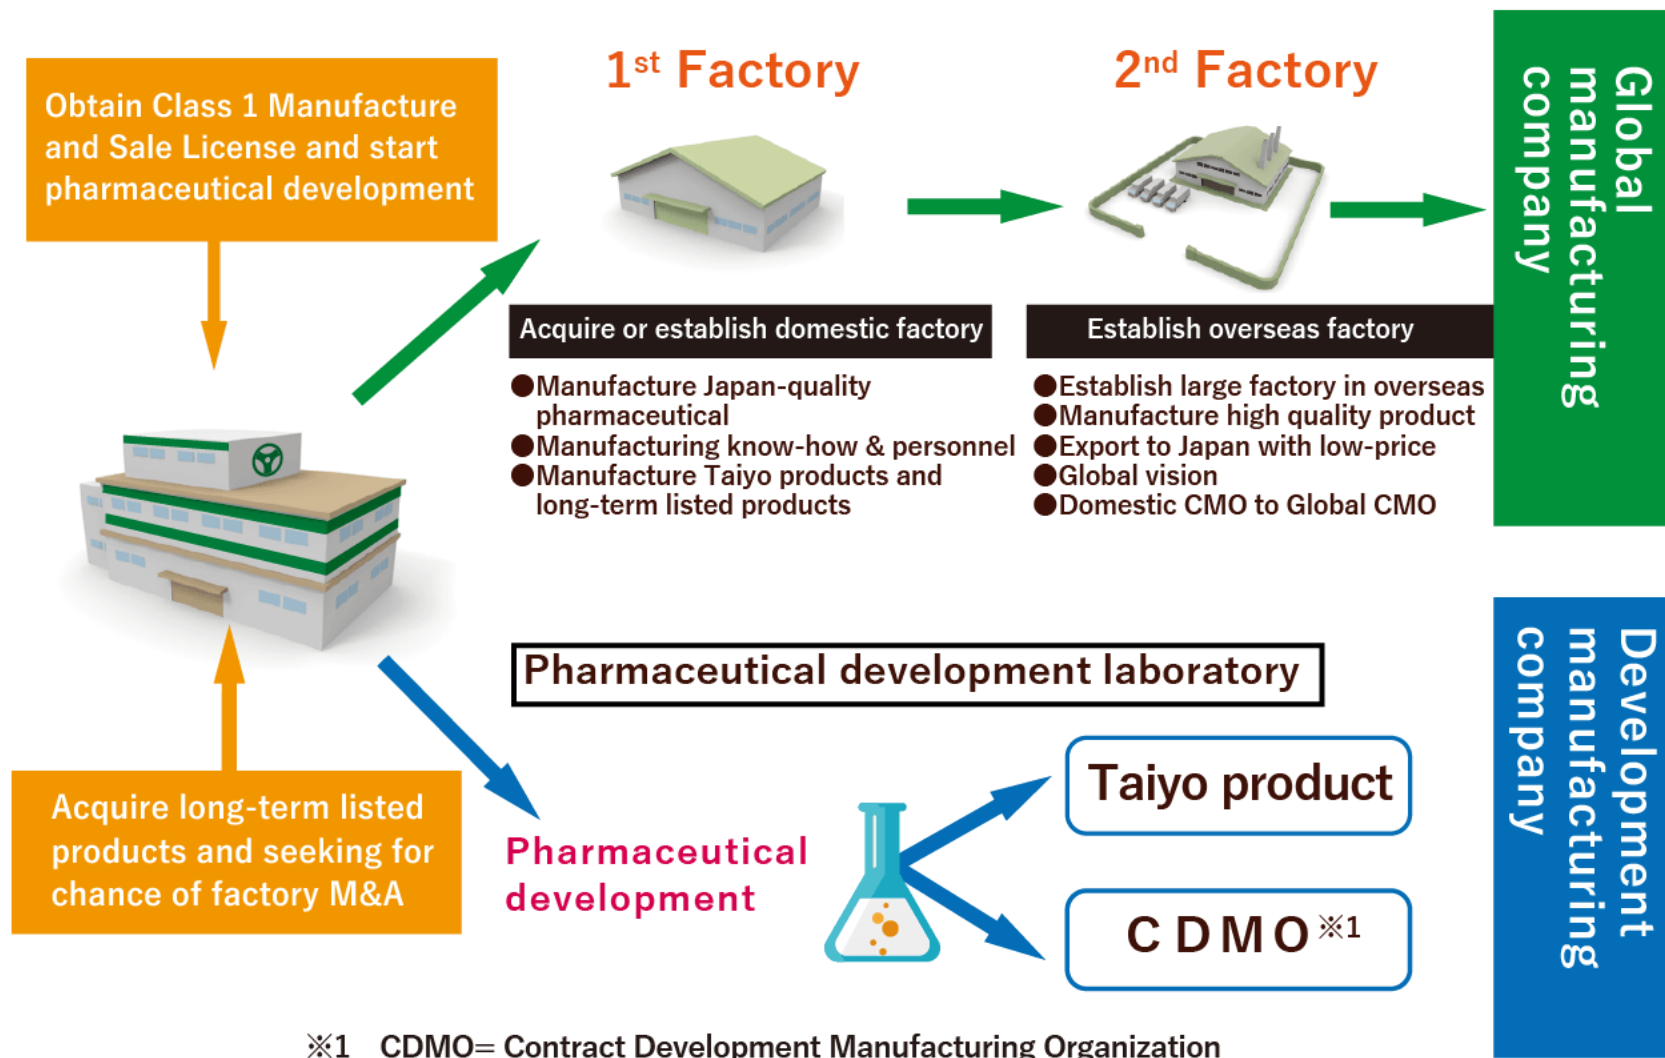 Obtain Class 1 Manufacture
and Sale License and start
pharmaceutical development
1st Factory
2nd Factory
Acquire or establish domestic factory
●Manufacture Japan-quality
pharmaceutical
●Manufacturing know-how & personnel
●Manufacture Taiyo products and
long-term listed products
Establish overseas factory
●Establish large factory in overseas
●Manufacture high quality product
●Export to Japan with low-price
●Global vision
●Domestic CMO to Global CMO
Global
manufacturing
company
Acquire long-term listed
products and seeking for
chance of factory M&A
Pharmaceutical development laboratory
Pharmaceutical
development
Taiyo product
CDMO※1
Development
manufacturing
company
※1 CDMO= Contract Development Manufacturing Organization